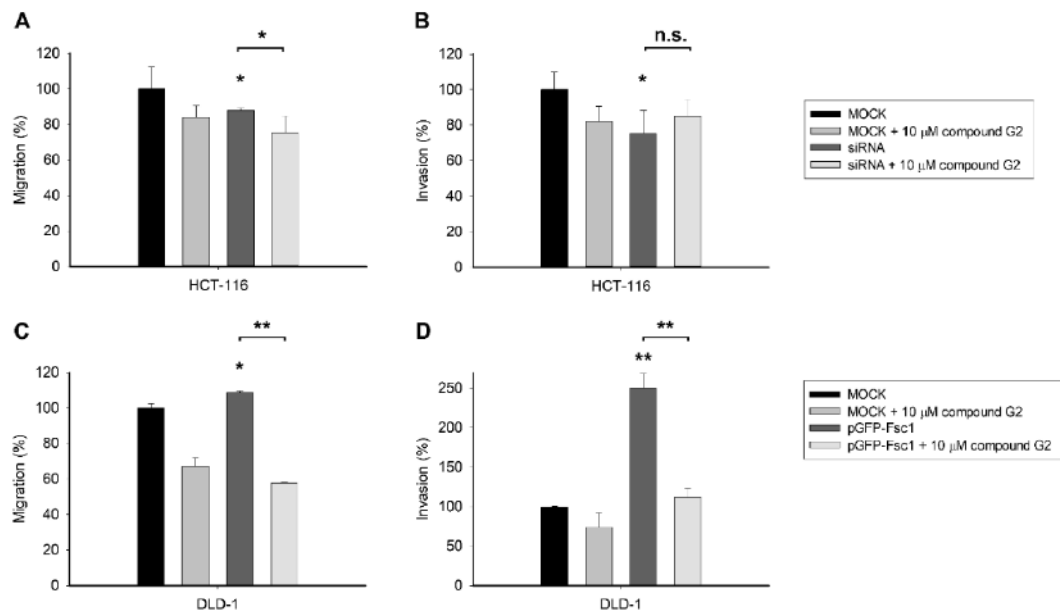 A
*
*
120
100
80
60
40
20
0
Migration (%)
HCT-116
B
n.s.
*
120
100
80
60
40
20
0
Invasion (%)
HCT-116
MOCK
MOCK + 10 μM compound G2
siRNA
siRNA + 10 μM compound G2
C
**
*
120
100
80
60
40
20
0
Migration (%)
DLD-1
D
**
**
250
200
150
100
50
0
Invasion (%)
DLD-1
MOCK
MOCK + 10 μM compound G2
pGFP-Fsc1
pGFP-Fsc1 + 10 μM compound G2